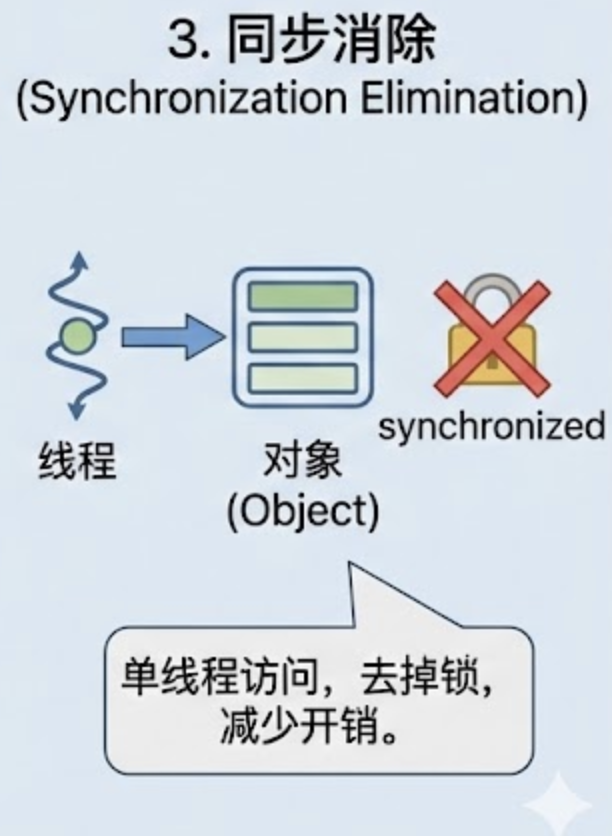 3. 同步消除
(Synchronization Elimination)
线程
对象
(Object)
synchronized
单线程访问，去掉锁，
减少开销。